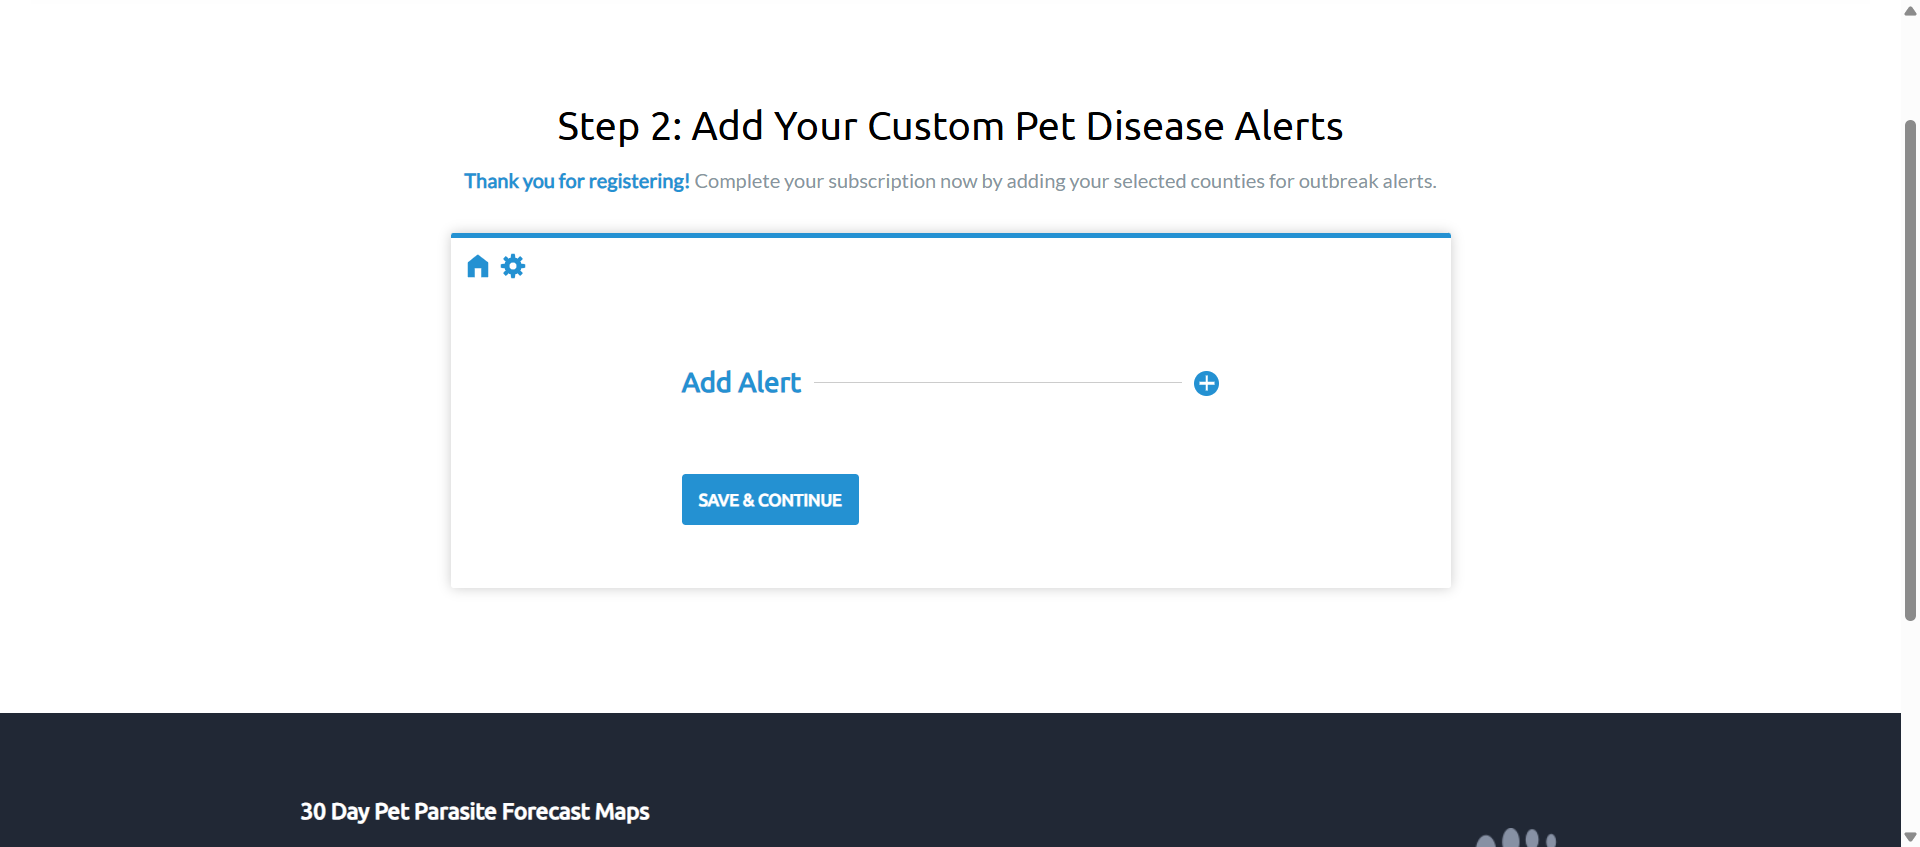 Step 2: Add Your Custom Pet Disease Alerts
Thank you for registering! Complete your subscription now by adding your selected counties for outbreak alerts.
Add Alert
SAVE & CONTINUE
30 Day Pet Parasite Forecast Maps